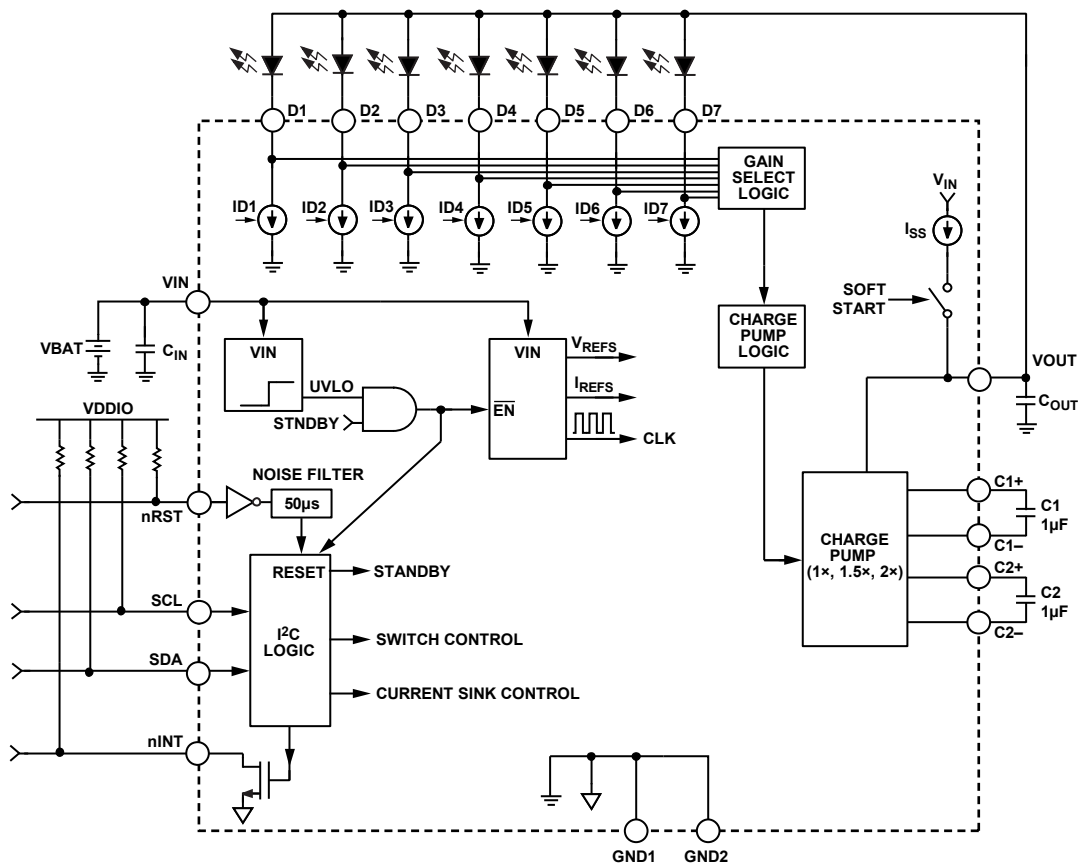 D1
D2
D3
D4
D5
D6
D7
GAIN
SELECT
LOGIC
VIN
ISS
ID1
ID2
ID3
ID4
ID5
ID6
ID7
SOFT
START
VIN
VBAT
CIN
VIN
UVLO
STNDBY
VIN
EN
VREFS
IREFS
CLK
CHARGE
PUMP
LOGIC
VOUT
COUT
VDDIO
NOISE FILTER
50µs
nRST
RESET
I2C
LOGIC
STANDBY
SWITCH CONTROL
CURRENT SINK CONTROL
SCL
SDA
nINT
CHARGE
PUMP
(1×, 1.5×, 2×)
C1+
C1
1µF
C1–
C2+
C2
1µF
C2–
GND1
GND2